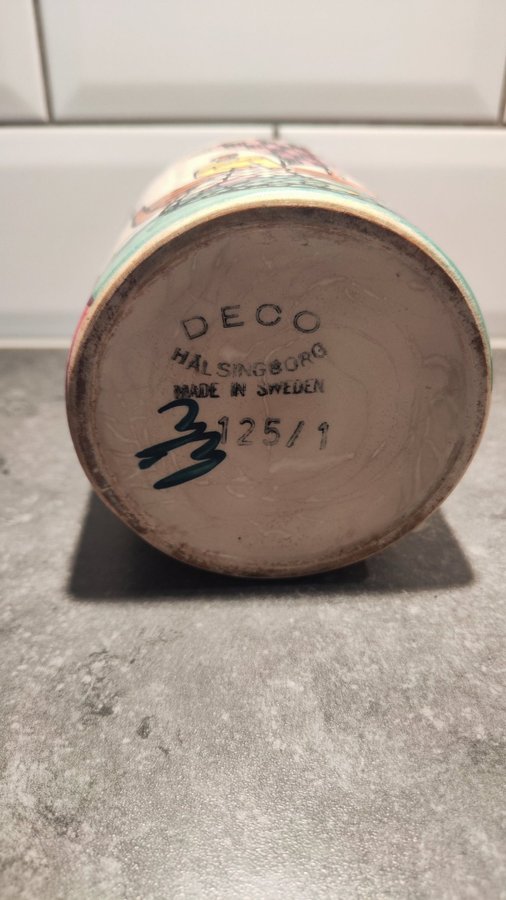 DECO
HÄLSINGBORG
MADE IN SWEDEN
125/1